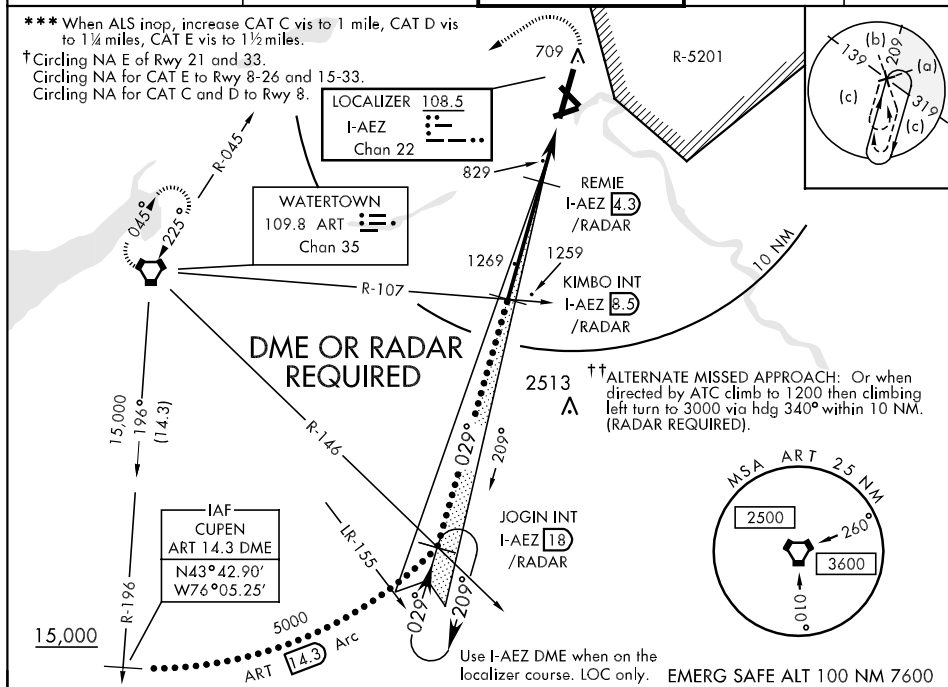 *** When ALS inop, increase CAT C vis to 1 mile, CAT D vis
to 1¼ miles, CAT E vis to 1½ miles.
†Circling NA E of Rwy 21 and 33.
Circling NA for CAT E to Rwy 8-26 and 15-33.
Circling NA for CAT C and D to Rwy 8.
709
R-5201
(b)
209
139
(a)
(c)
319
(c)
LOCALIZER 108.5
I-AEZ
Chan 22
R-045
829
REMIE
I-AEZ 4.3
/RADAR
WATERTOWN
109.8 ART
Chan 35
045°
225°
1269
1259
10 NM
KIMBO INT
I-AEZ 8.5
/RADAR
R-107
DME OR RADAR
REQUIRED
2513
††ALTERNATE MISSED APPROACH: Or when
directed by ATC climb to 1200 then climbing
left turn to 3000 via hdg 340° within 10 NM.
(RADAR REQUIRED).
15,000
196°
(14.3)
R-146
029°
209°
MSA ART 25 NM
2500
260°
3600
010°
IAF
CUPEN
ART 14.3 DME
N43°42.90'
W76°05.25'
LR-155
JOGIN INT
I-AEZ 18
/RADAR
R-196
029°
209°
15,000
5000
ART 14.3 Arc
Use I-AEZ DME when on the
localizer course. LOC only.
EMERG SAFE ALT 100 NM 7600